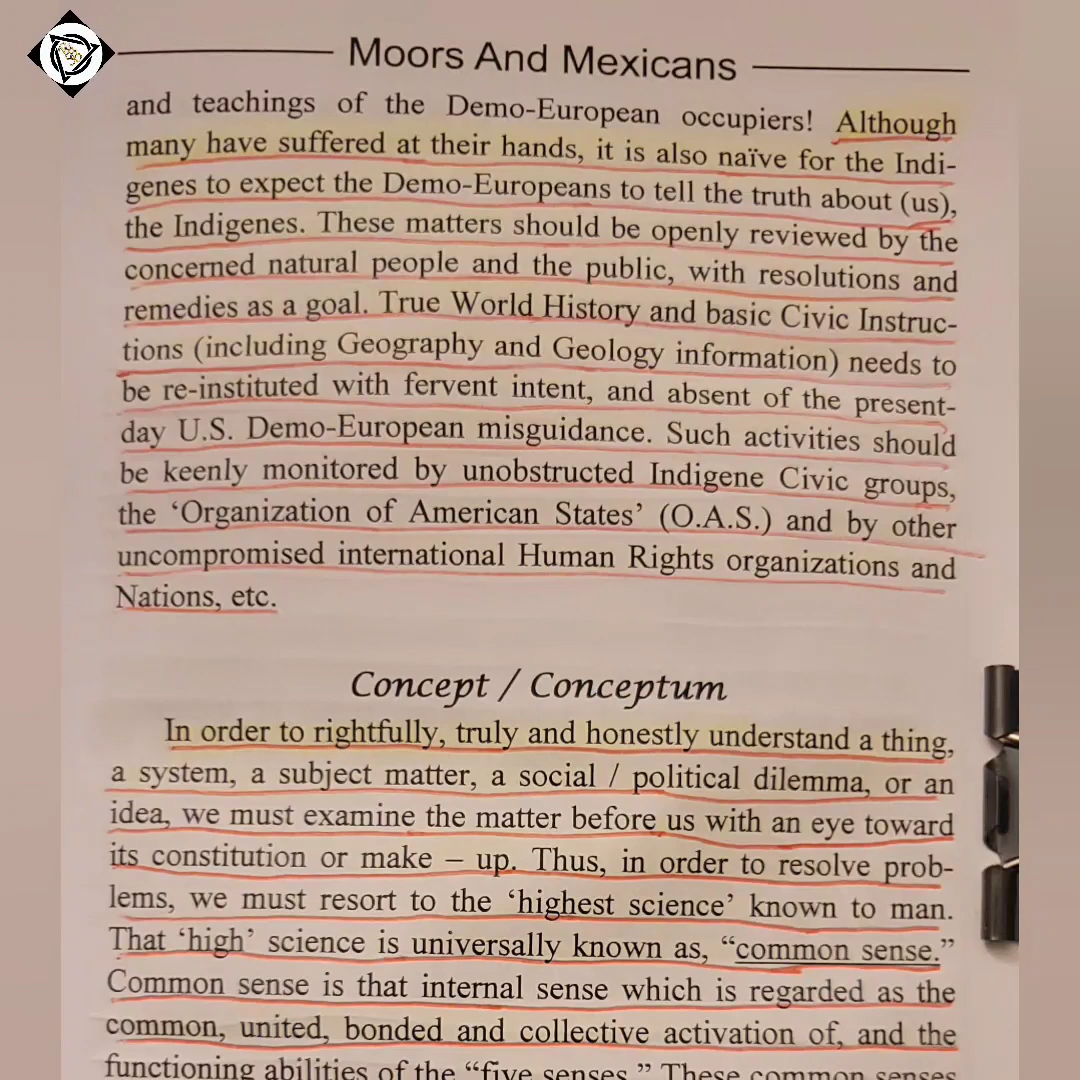 Moors And Mexicans
and teachings of the Demo-European occupiers! Although
many have suffered at their hands, it is also naïve for the Indi-
genes to expect the Demo-Europeans to tell the truth about (us),
the Indigenes. These matters should be openly reviewed by the
concerned natural people and the public, with resolutions and
remedies as a goal. True World History and basic Civic Instruc-
tions (including Geography and Geology information) needs to
be re-instituted with fervent intent, and absent of the present-
day U.S. Demo-European misguidance. Such activities should
be keenly monitored by unobstructed Indigene Civic groups,
the ‘Organization of American States’ (O.A.S.) and by other
uncompromised international Human Rights organizations and
Nations, etc.
Concept / Conceptum
In order to rightfully, truly and honestly understand a thing,
a system, a subject matter, a social / political dilemma, or an
idea, we must examine the matter before us with an eye toward
its constitution or make – up. Thus, in order to resolve prob-
lems, we must resort to the ‘highest science’ known to man.
That ‘high’ science is universally known as, “common sense.”
Common sense is that internal sense which is regarded as the
common, united, bonded and collective activation of, and the
functioning abilities of the “five senses.” These common senses